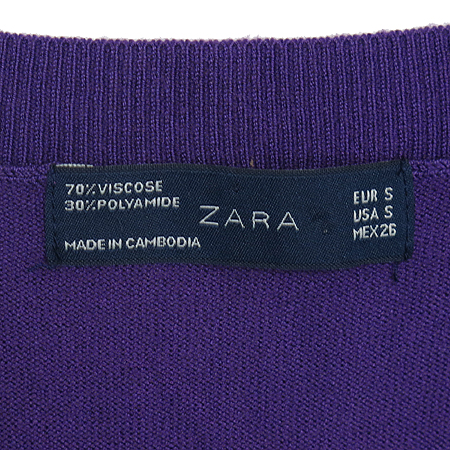 70%VISCOSE
30%POLYAMIDE
MADE IN CAMBODIA
ZARA
EUR S
USA S
MEX 26